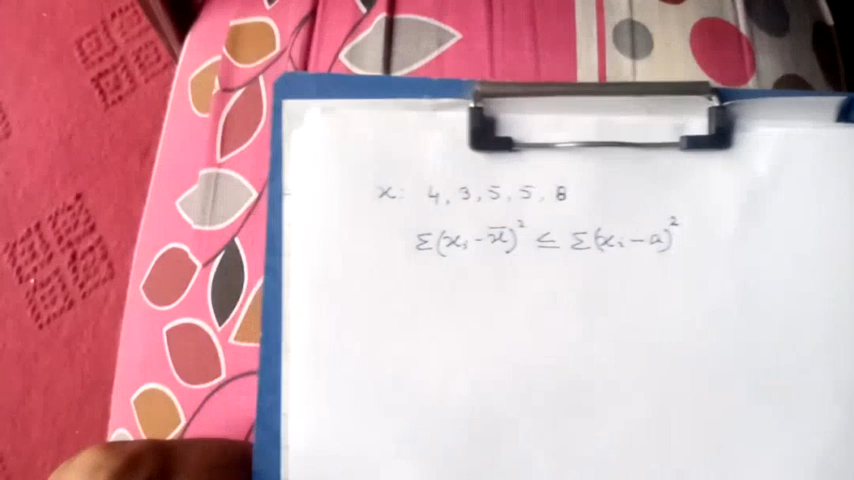 x: 4, 3, 5, 5, 8
Σ(xᵢ - x̄)² ≤ Σ(xᵢ - a)²